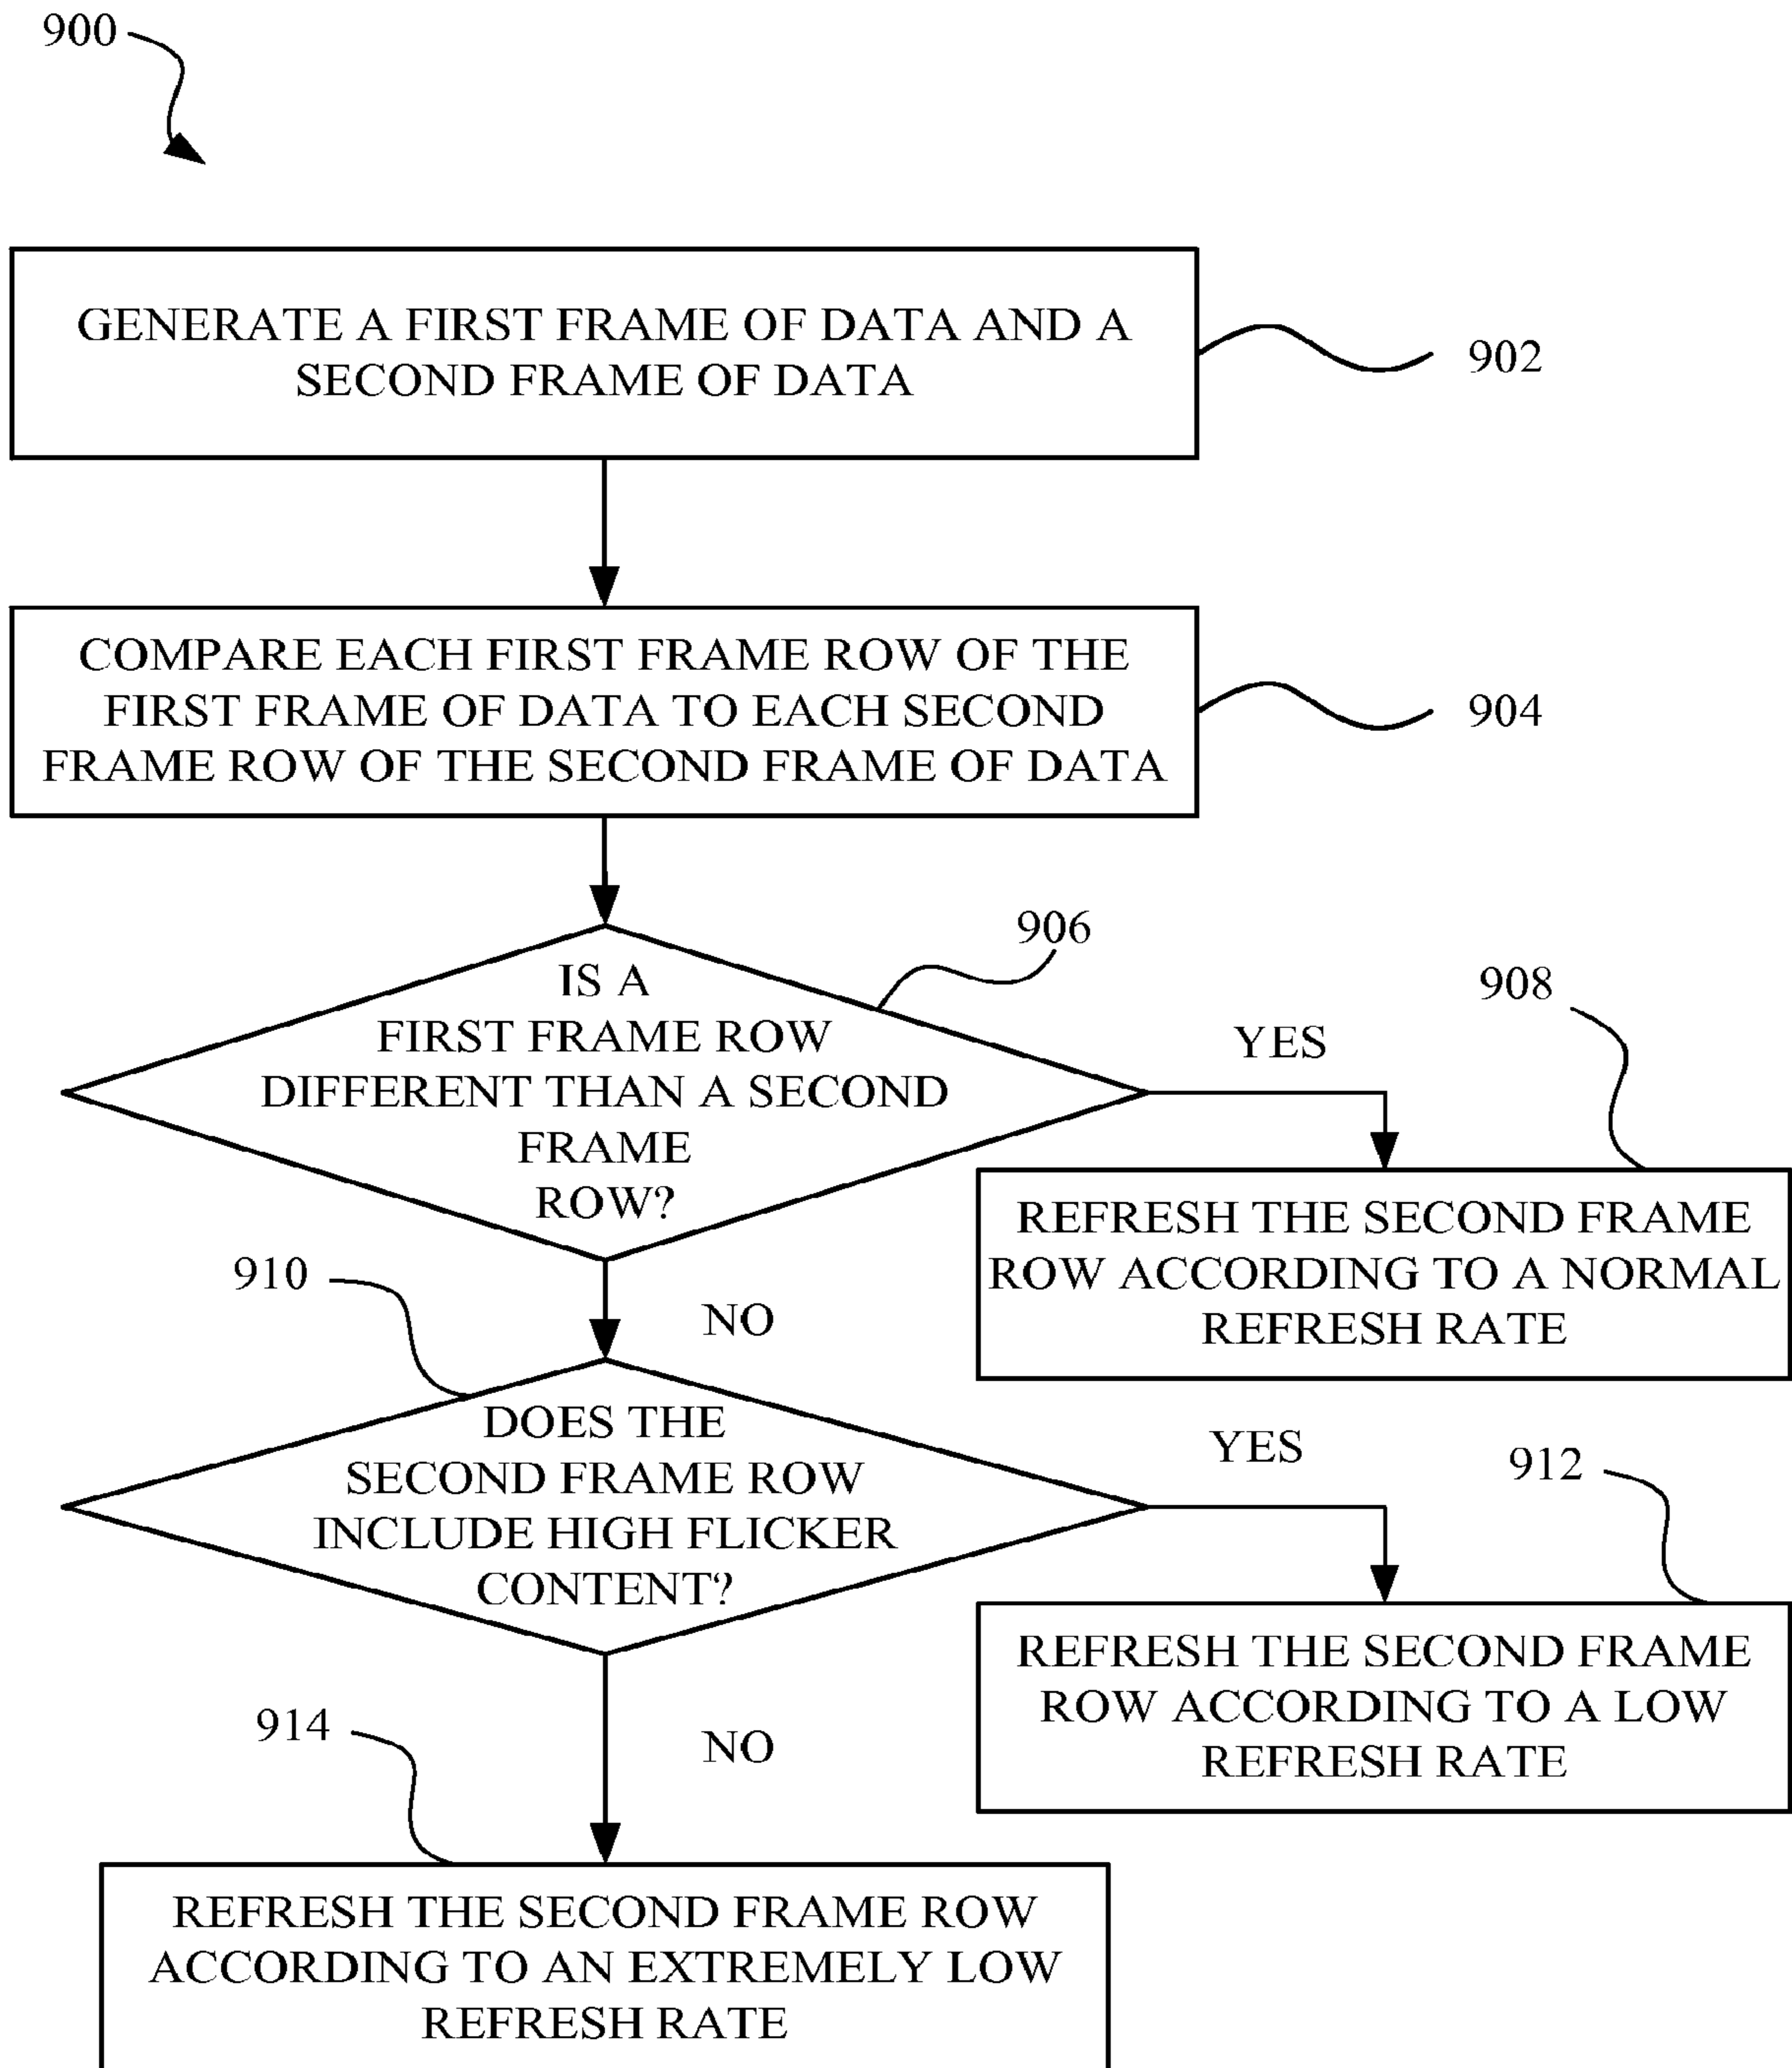 900
GENERATE A FIRST FRAME OF DATA AND A
SECOND FRAME OF DATA
902
COMPARE EACH FIRST FRAME ROW OF THE
FIRST FRAME OF DATA TO EACH SECOND
FRAME ROW OF THE SECOND FRAME OF DATA
904
906
IS A
FIRST FRAME ROW
DIFFERENT THAN A SECOND
FRAME
ROW?
YES
908
REFRESH THE SECOND FRAME
ROW ACCORDING TO A NORMAL
REFRESH RATE
NO
910
DOES THE
SECOND FRAME ROW
INCLUDE HIGH FLICKER
CONTENT?
YES
912
REFRESH THE SECOND FRAME
ROW ACCORDING TO A LOW
REFRESH RATE
NO
914
REFRESH THE SECOND FRAME ROW
ACCORDING TO AN EXTREMELY LOW
REFRESH RATE